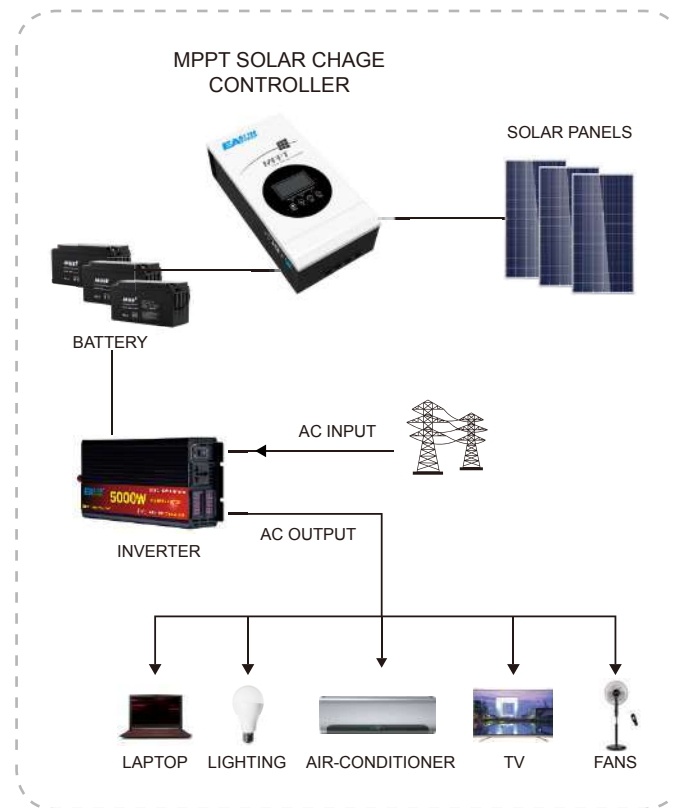 MPPT SOLAR CHAGE
CONTROLLER
SOLAR PANELS
MPPT
BATTERY
AC INPUT
5000W
AC OUTPUT
INVERTER
LAPTOP LIGHTING AIR-CONDITIONER TV FANS